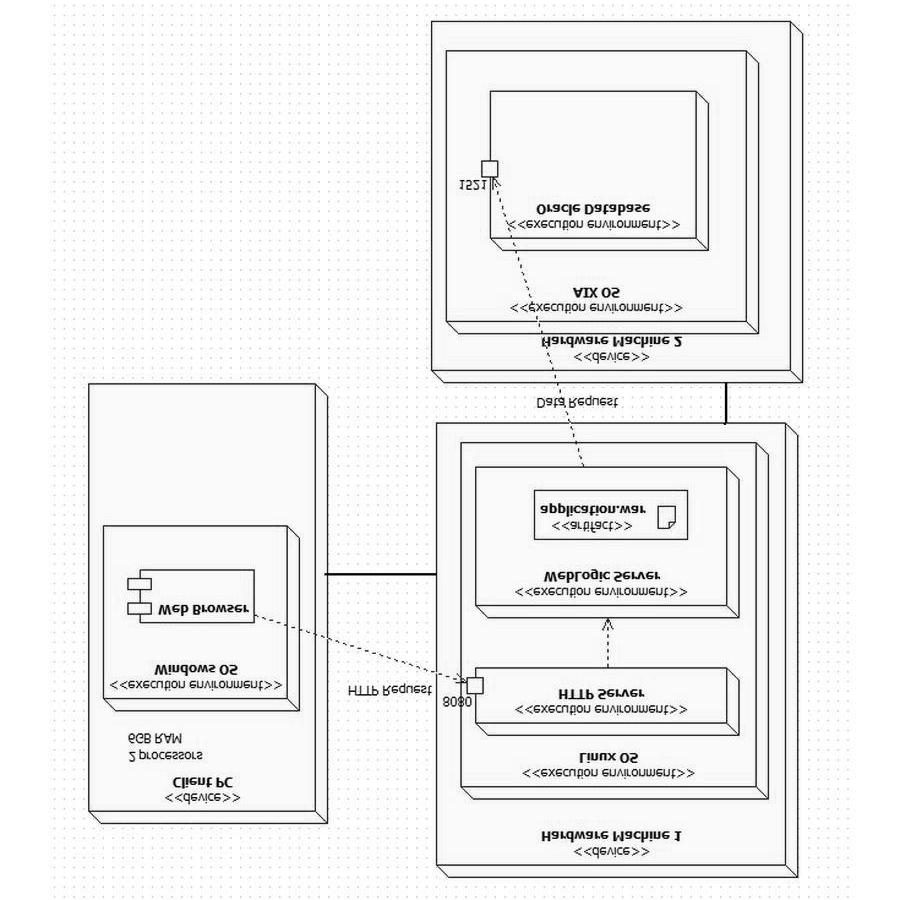 <<device>>
Hardware Machine 1
<<execution environment>>
Linux OS
<<execution environment>>
HTTP Server
8080
<<device>>
Client PC
2 processors
6GB RAM
<<execution environment>>
Windows OS
Web Browser
HTTP Request
<<execution environment>>
WebLogic Server
<<artifact>>
application.war
Data Request
<<device>>
Hardware Machine 2
<<execution environment>>
AIX OS
<<execution environment>>
Oracle Database
1521